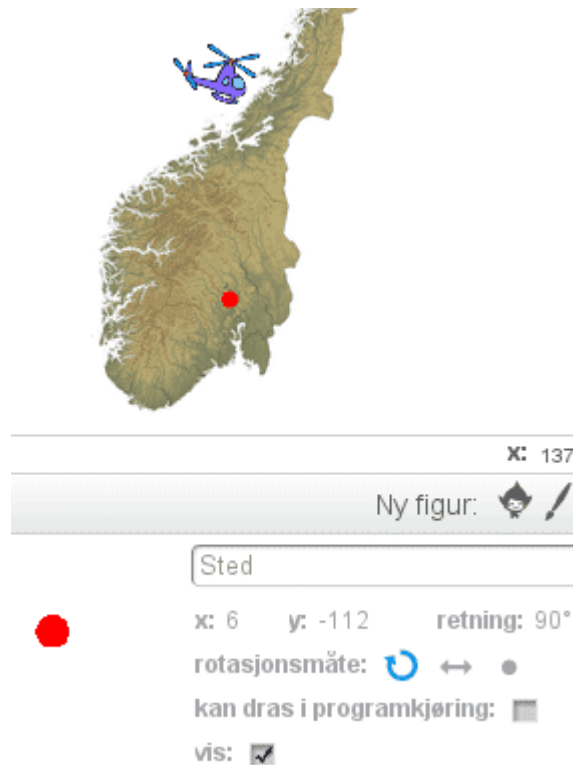 x: 137
Ny figur:
Sted
x: 6 y: -112 retning: 90°
rotasjonsmåte:
kan dras i programkjøring:
vis: